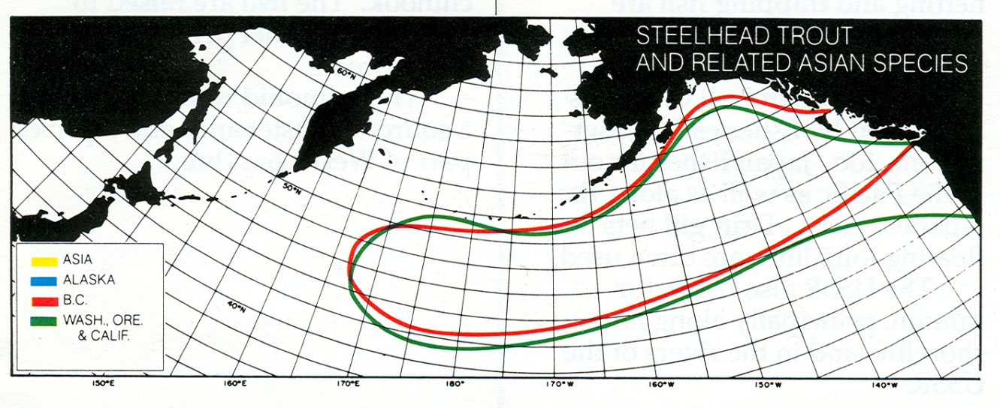 STEELHEAD TROUT
AND RELATED ASIAN SPECIES
60°N
50°N
40°N
ASIA
ALASKA
B.C.
WASH., ORE.
& CALIF.
150°E
160°E
170°E
180°
170°W
160°W
150°W
140°W